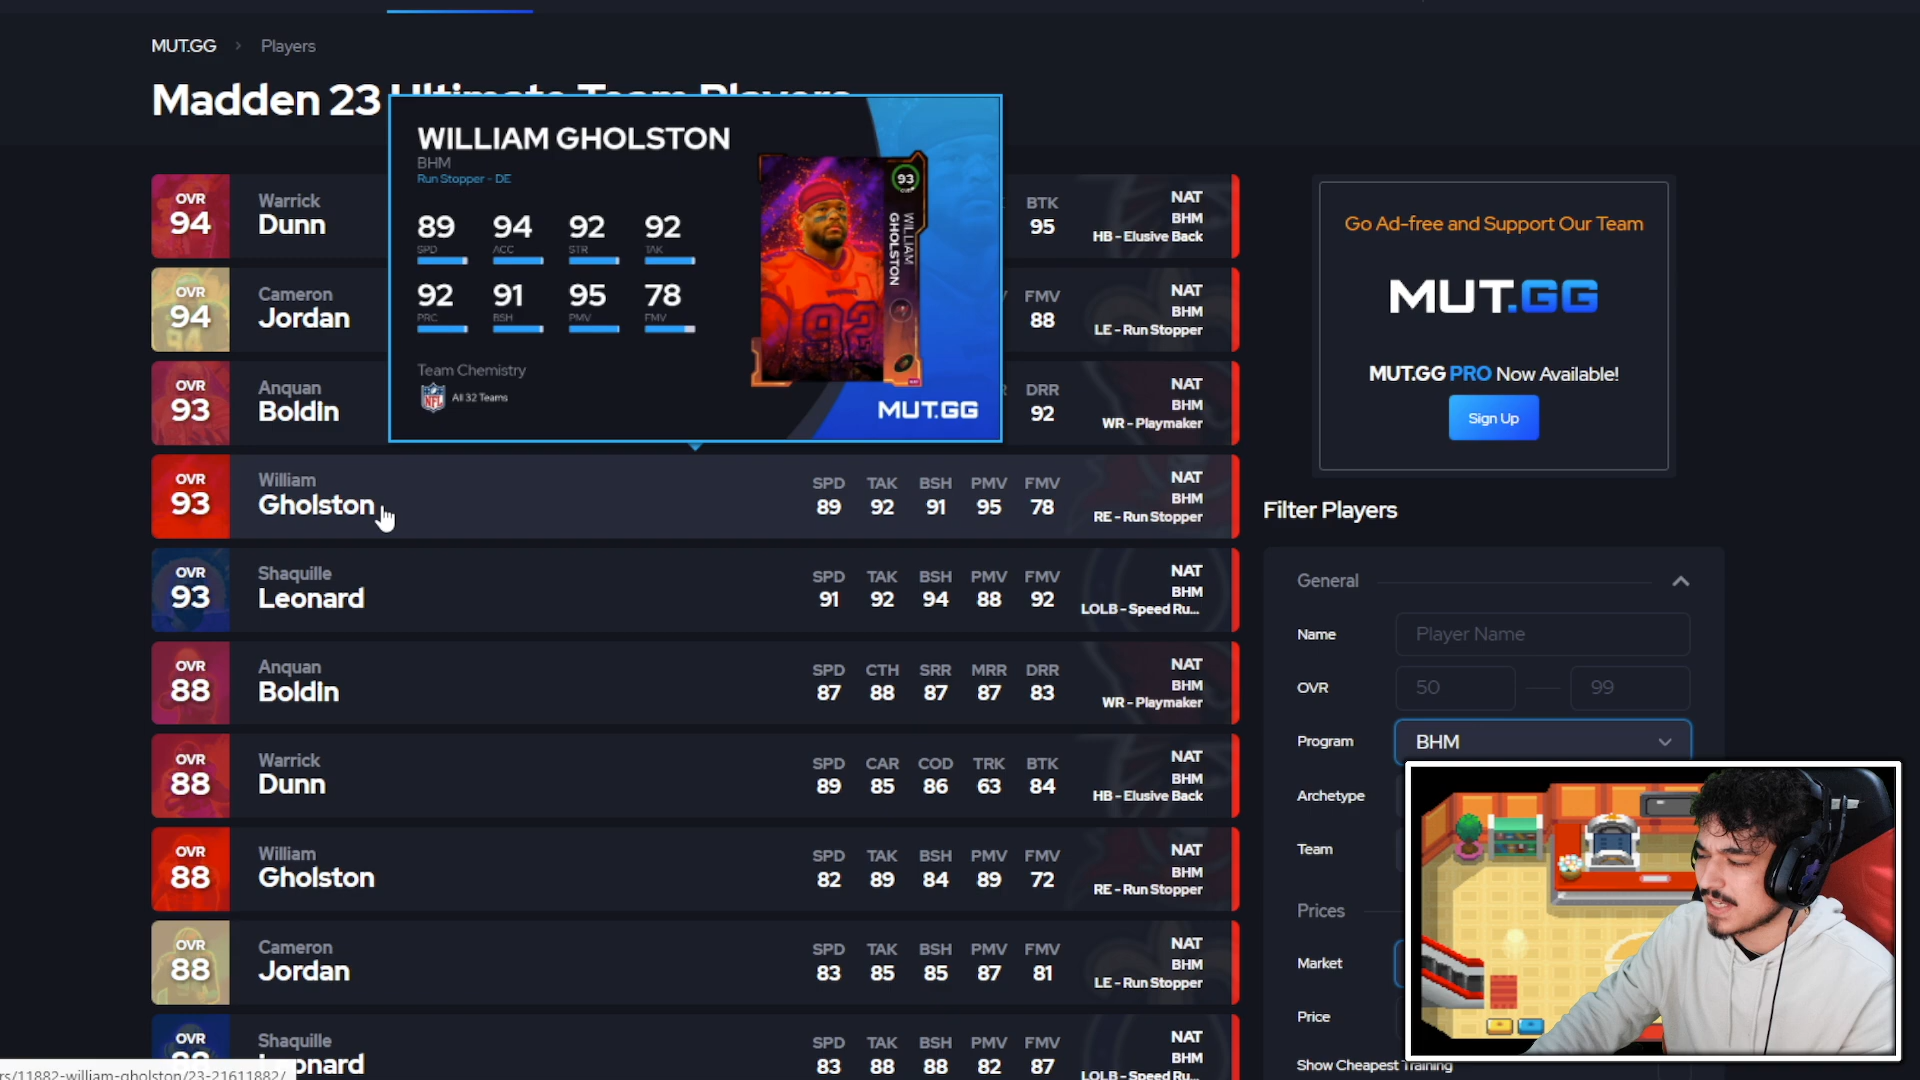 MUT.GG > Players
Madden 23 Ultimate Team Players
WILLIAM GHOLSTON
BHM
Run Stopper - DE
89 94 92 92
SPD ACC STR TAK
92 91 95 78
PRC BSH PMV FMV
Team Chemistry
NFL All 32 Teams
93
WILLIAM
GHOLSTON
MUT.GG
OVR
94
Warrick
Dunn
BTK
95
NAT
BHM
HB - Elusive Back
OVR
94
Cameron
Jordan
FMV
88
NAT
BHM
LE - Run Stopper
OVR
93
Anquan
Boldin
DRR
92
NAT
BHM
WR - Playmaker
OVR
93
William
Gholston
SPD TAK BSH PMV FMV
89 92 91 95 78
NAT
BHM
RE - Run Stopper
OVR
93
Shaquille
Leonard
SPD TAK BSH PMV FMV
91 92 94 88 92
NAT
BHM
LOLB - Speed Ru...
OVR
88
Anquan
Boldin
SPD CTH SRR MRR DRR
87 88 87 87 83
NAT
BHM
WR - Playmaker
OVR
88
Warrick
Dunn
SPD CAR COD TRK BTK
89 85 86 63 84
NAT
BHM
HB - Elusive Back
OVR
88
William
Gholston
SPD TAK BSH PMV FMV
82 89 84 89 72
NAT
BHM
RE - Run Stopper
OVR
88
Cameron
Jordan
SPD TAK BSH PMV FMV
83 85 85 87 81
NAT
BHM
LE - Run Stopper
OVR
Shaquille
SPD TAK BSH PMV FMV
83 88 88 82 87
NAT
BHM
LOLB - Speed Ru...
rs/11882-william-gholston/23-21611882/
Go Ad-free and Support Our Team
MUT.GG
MUT.GG PRO Now Available!
Sign Up
Filter Players
General
Name Player Name
OVR 50 99
Program BHM
Archetype
Team
Prices
Market
Price
Show Cheapest Training